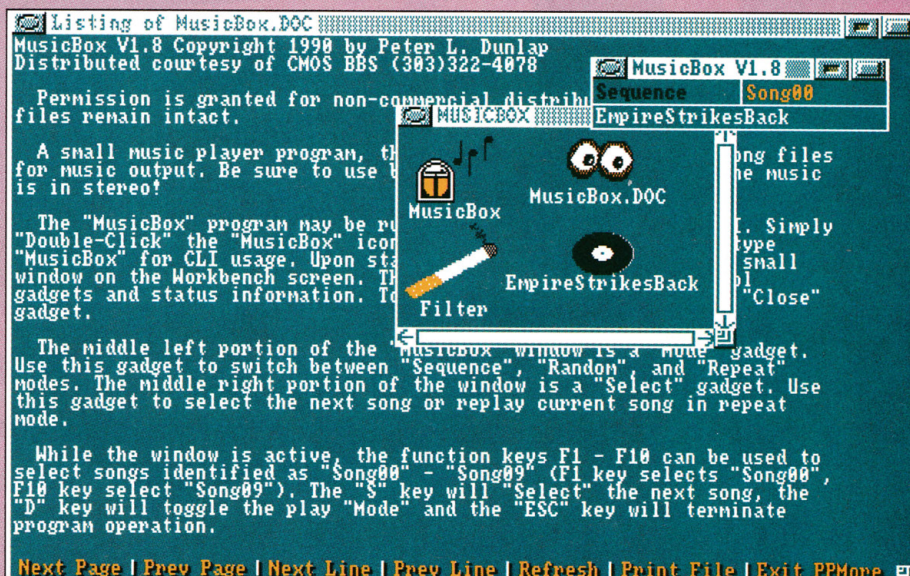 Listing of MusicBox.DOC
MusicBox V1.8 Copyright 1990 by Peter L. Dunlap
Distributed courtesy of CMOS BBS (303)322-4078
Permission is granted for non-commercial distribu
files remain intact.
A small music player program, th
ong files
for music output. Be sure to use
he music
is in stereo!
The "MusicBox" program may be ru
I. Simply
"Double-Click" the "MusicBox" icon
type
"MusicBox" for CLI usage. Upon sta
small
window on the Workbench screen. Th
ol
gadgets and status information. To
"Close"
gadget.
The middle left portion of the "MusicBox" window is a "Mode" gadget.
Use this gadget to switch between "Sequence", "Random", and "Repeat"
modes. The middle right portion of the window is a "Select" gadget. Use
this gadget to select the next song or replay current song in repeat
mode.
While the window is active, the function keys F1 - F10 can be used to
select songs identified as "Song00" - "Song09" (F1 key selects "Song00",
F10 key select "Song09"). The "S" key will "Select" the next song, the
"D" key will toggle the play "Mode" and the "ESC" key will terminate
program operation.
Next Page | Prev Page | Next Line | Prev Line | Refresh | Print File | Exit PPMore
MusicBox V1.8
Sequence
Song00
EmpireStrikesBack
MUSICBOX
MusicBox
MusicBox.DOC
Filter
EmpireStrikesBack